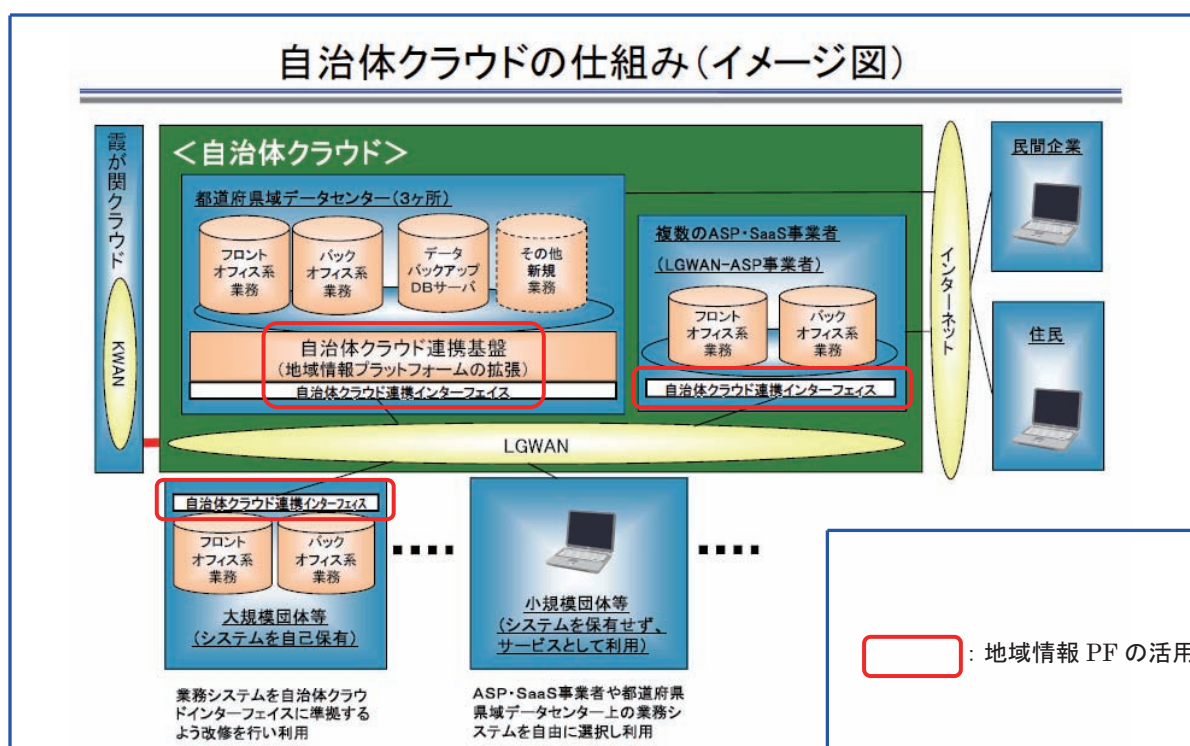 自治体クラウドの仕組み(イメージ図)
霞が関クラウド
KWAN
＜自治体クラウド＞
都道府県域データセンター(3ヶ所)
フロント
オフィス系
業務
バック
オフィス系
業務
データ
バックアップ
DBサーバ
その他
新規
業務
自治体クラウド連携基盤
(地域情報プラットフォームの拡張)
自治体クラウド連携インターフェイス
複数のASP・SaaS事業者
(LGWAN-ASP事業者)
フロント
オフィス系
業務
バック
オフィス系
業務
自治体クラウド連携インターフェイス
LGWAN
インターネット
民間企業
住民
自治体クラウド連携インターフェイス
フロント
オフィス系
業務
バック
オフィス系
業務
大規模団体等
(システムを自己保有)
小規模団体等
(システムを保有せず、
サービスとして利用)
業務システムを自治体クラウ
ドインターフェイスに準拠する
よう改修を行い利用
ASP・SaaS事業者や都道府県
県域データセンター上の業務シ
ステムを自由に選択し利用
：地域情報 PF の活用